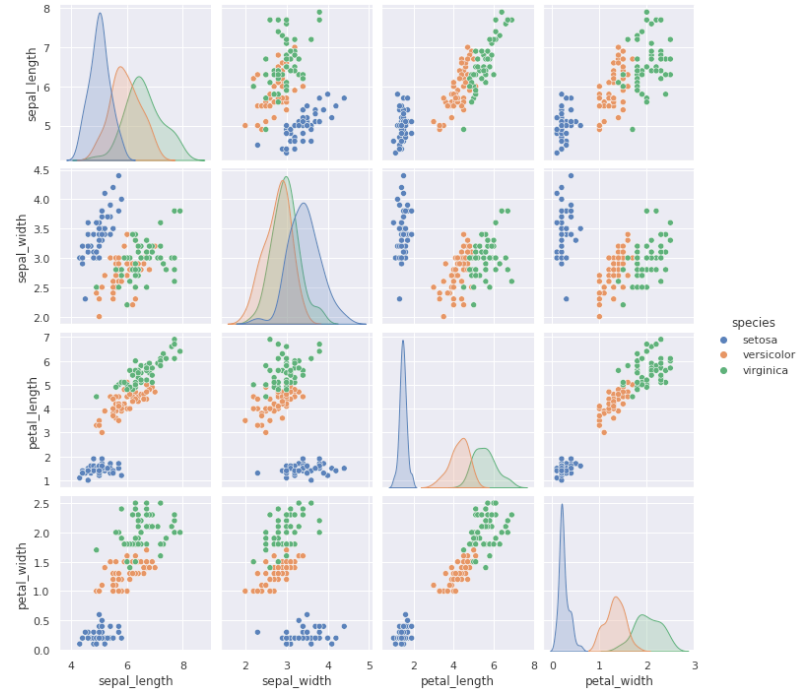 8
7
6
5
sepal_length
4.5
4.0
3.5
3.0
2.5
2.0
sepal_width
species
setosa
versicolor
virginica
7
6
5
4
3
2
1
petal_length
2.5
2.0
1.5
1.0
0.5
0.0
petal_width
4 6 8
2 3 4 5
0 2 4 6 8
0 1 2 3
sepal_length sepal_width petal_length petal_width